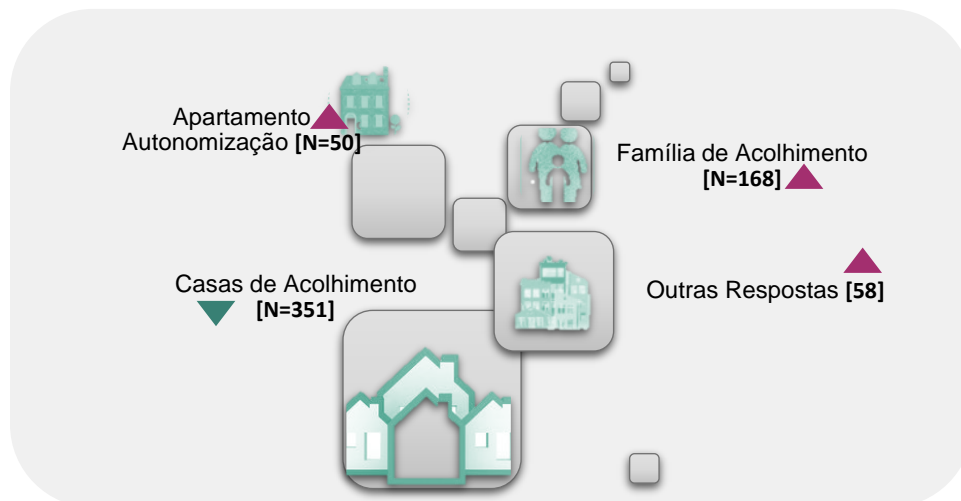 Apartamento
Autonomização [N=50]
Família de Acolhimento
[N=168]
Casas de Acolhimento
[N=351]
Outras Respostas [58]